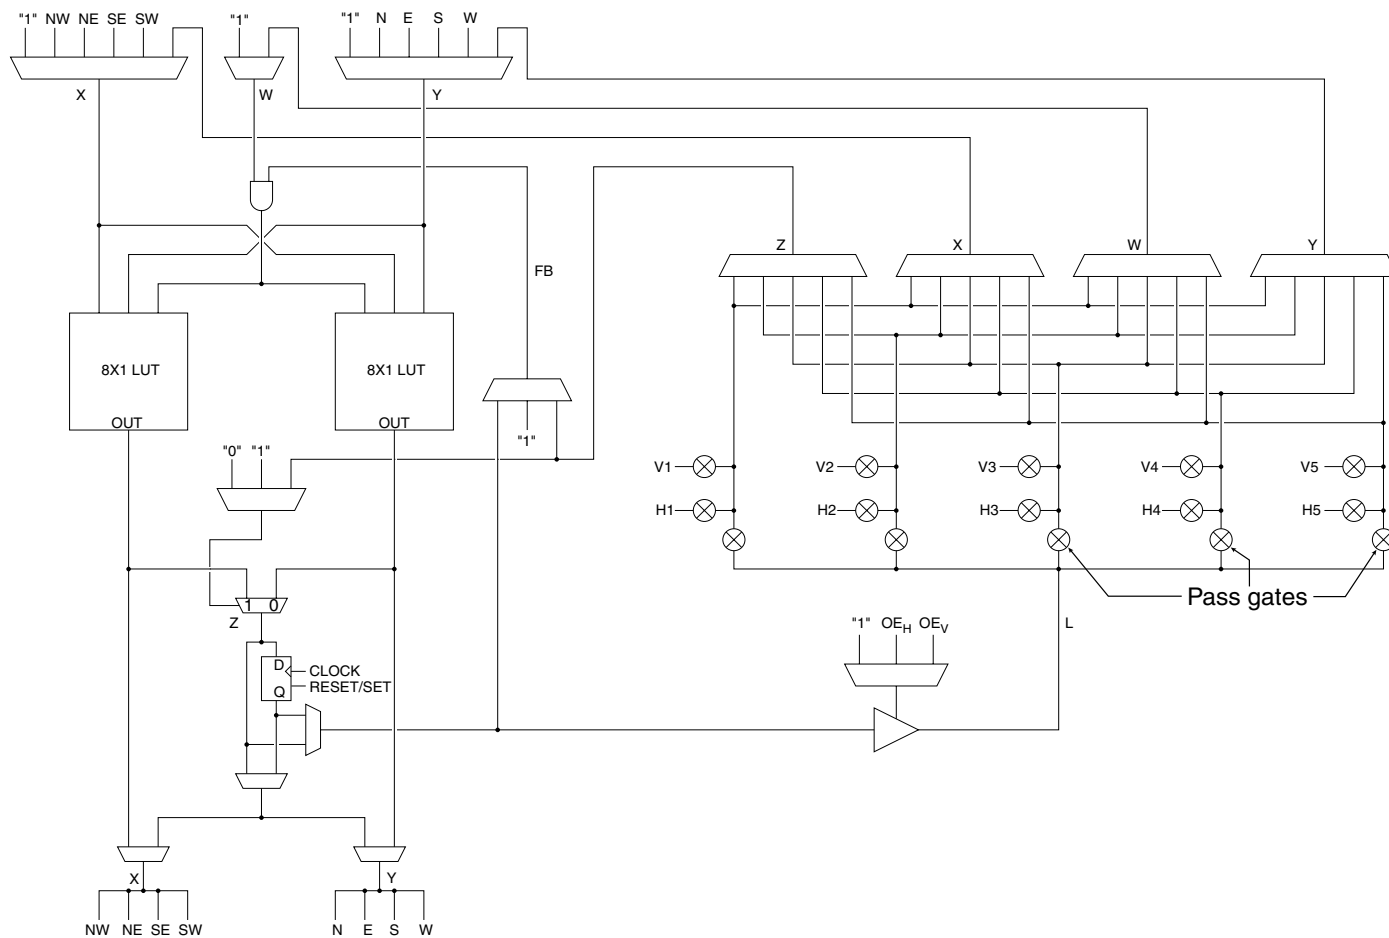 "1" NW NE SE SW "1" "1" N E S W
X W Y
Z X W Y
FB
8X1 LUT 8X1 LUT
OUT OUT
"1"
"0" "1"
V1 V2 V3 V4 V5
H1 H2 H3 H4 H5
Pass gates
1 0
Z "1" OE_H OE_V L
D CLOCK
Q RESET/SET
X Y
NW NE SE SW N E S W